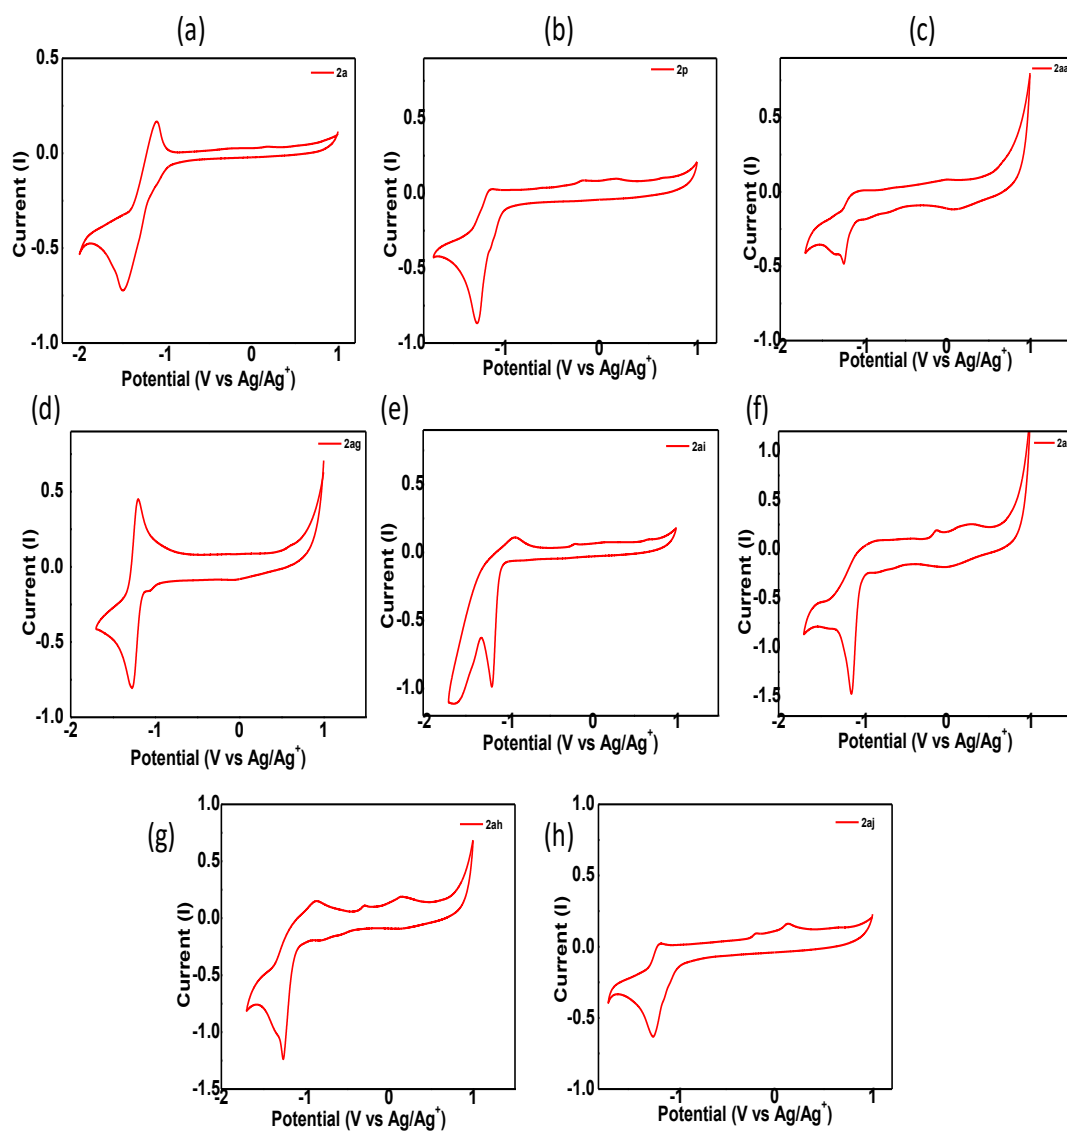 (a) (b) (c)
2a 2p 2aa
0.5 0.0 -0.5 -1.0
0.5 0.0 -0.5 -1.0
0.5 0.0 -0.5 -1.0
Current (I) Current (I) Current (I)
-2 -1 0 1 -2 -1 0 1 -2 -1 0 1
Potential (V vs Ag/Ag+) Potential (V vs Ag/Ag+) Potential (V vs Ag/Ag+)
(d) (e) (f)
2ag 2ai 2a
0.5 0.0 -0.5 -1.0
0.5 0.0 -0.5 -1.0
1.0 0.5 0.0 -0.5 -1.0 -1.5
Current (I) Current (I) Current (I)
-2 -1 0 1 -2 -1 0 1 -2 -1 0 1
Potential (V vs Ag/Ag+) Potential (V vs Ag/Ag+) Potential (V vs Ag/Ag+)
(g) (h)
2ah 2aj
1.0 0.5 0.0 -0.5 -1.0 -1.5
1.0 0.5 0.0 -0.5 -1.0
Current (I) Current (I)
-2 -1 0 1 -1 0 1
Potential (V vs Ag/Ag+) Potential (V vs Ag/Ag+)